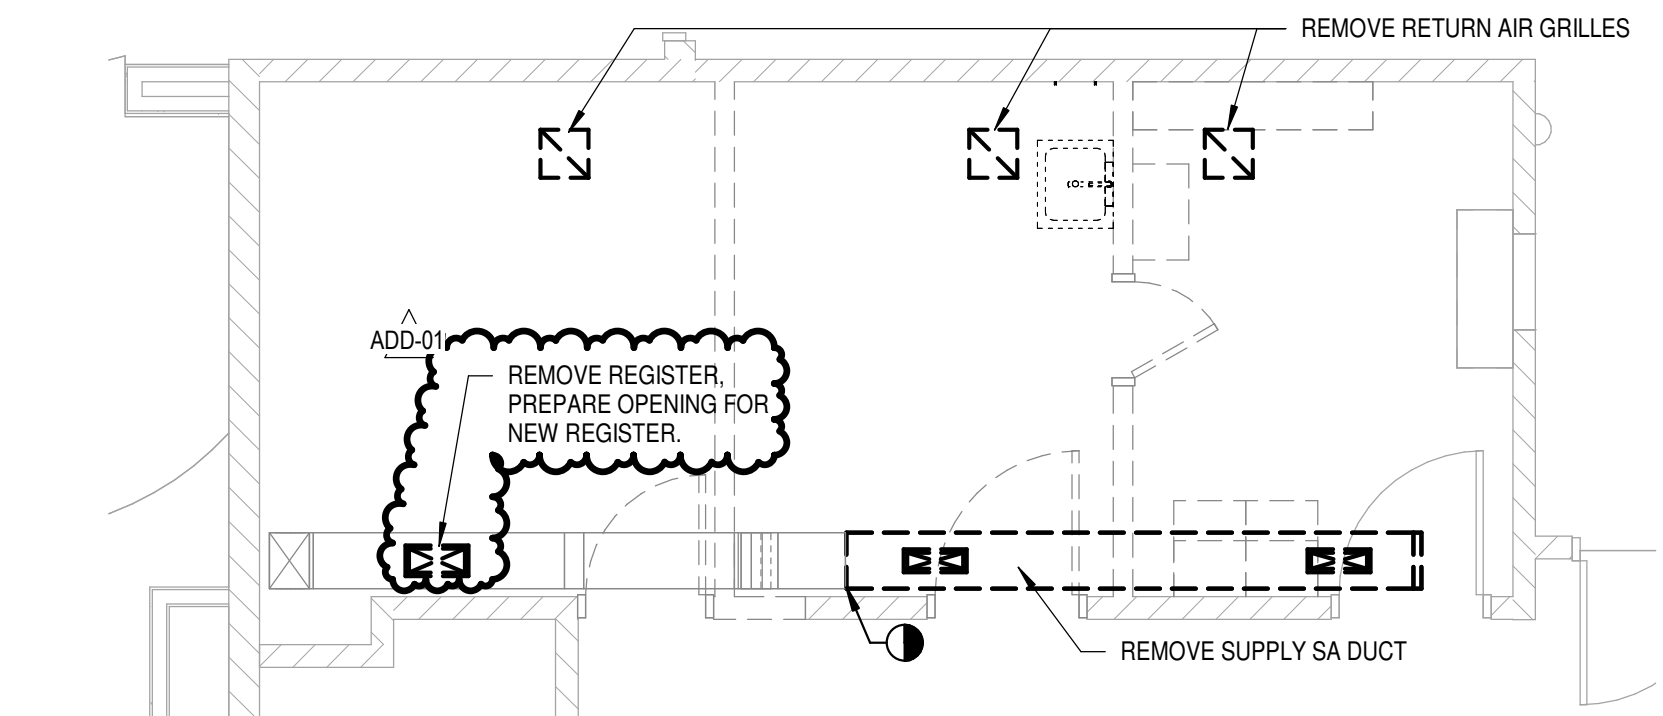 REMOVE RETURN AIR GRILLES
ADD-01
REMOVE REGISTER,
PREPARE OPENING FOR
NEW REGISTER.
REMOVE SUPPLY SA DUCT